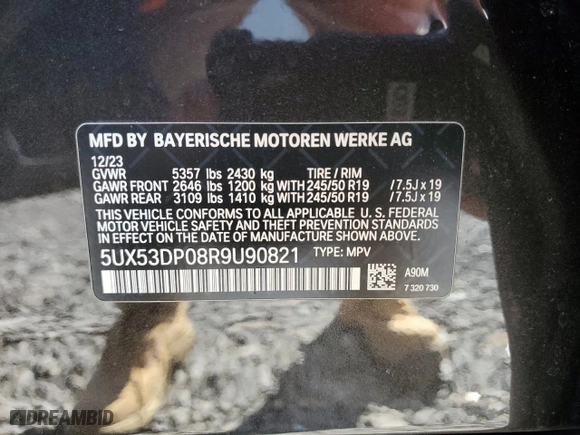 MFD BY BAYERISCHE MOTOREN WERKE AG
12/23
GVWR 5357 lbs 2430 kg TIRE / RIM
GAWR FRONT 2646 lbs 1200 kg WITH 245/50 R19 / 7.5J x 19
GAWR REAR 3109 lbs 1410 kg WITH 245/50 R19 / 7.5J x 19
THIS VEHICLE CONFORMS TO ALL APPLICABLE U. S. FEDERAL
MOTOR VEHICLE SAFETY AND THEFT PREVENTION
STANDARDS IN EFFECT ON THE DATE OF MANUFACTURE SHOWN ABOVE.
5UX53DP08R9U90821 TYPE: MPV
A90M
7 320 730
DREAMBID